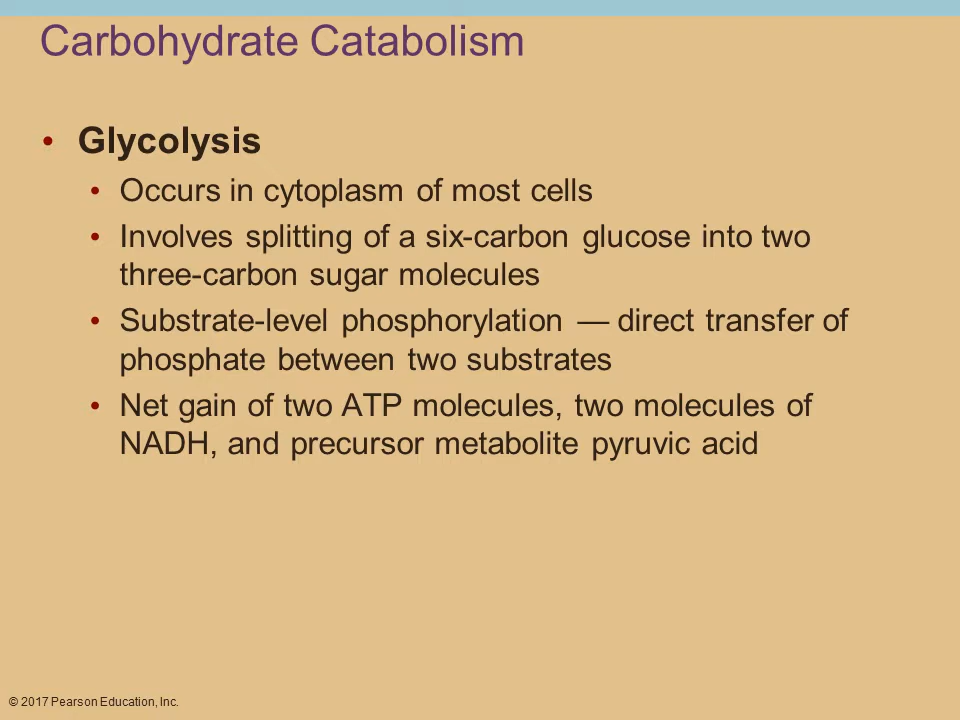 Carbohydrate Catabolism
• Glycolysis
• Occurs in cytoplasm of most cells
• Involves splitting of a six-carbon glucose into two
three-carbon sugar molecules
• Substrate-level phosphorylation — direct transfer of
phosphate between two substrates
• Net gain of two ATP molecules, two molecules of
NADH, and precursor metabolite pyruvic acid
© 2017 Pearson Education, Inc.